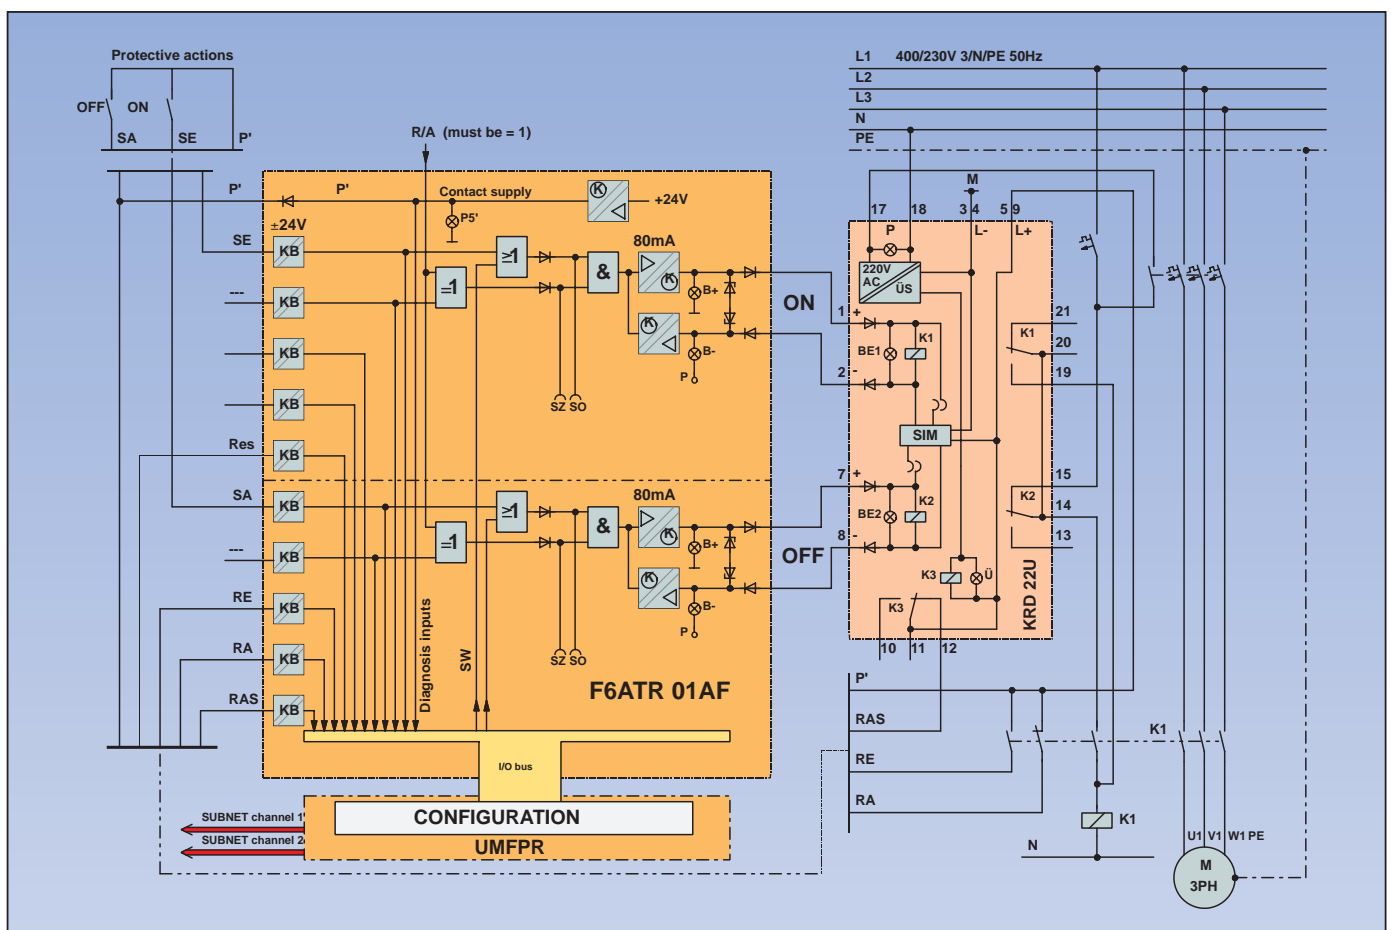 Protective actions
OFF ON
SA SE P'
L1 400/230V 3/N/PE 50Hz
L2
L3
N
PE
R/A (must be = 1)
P' P' Contact supply K +24V
P5'
±24V
SE KB
--- KB
KB
KB
Res KB
SA KB
--- KB
RE KB
RA KB
RAS KB
≥1
=1
&
80mA
K
K
B+
B-
P
SZ SO
ON
≥1
=1
&
80mA
K
K
B+
B-
P
SZ SO
OFF
Diagnosis inputs
SW
F6ATR 01AF
I/O bus
CONFIGURATION
UMFPR
SUBNET channel 1
SUBNET channel 2
M
17 18 3 4 5 9
P L- L+
220V
AC
ÜS
1 +
BE1 K1
2 -
SIM
7 +
BE2 K2
8 -
K3 Ü
K3
10 11 12
KRD 22U
21
K1
20
19
15
K2
14
13
P'
RAS
RE
RA
K1
K1
N
U1 V1 W1 PE
M
3PH